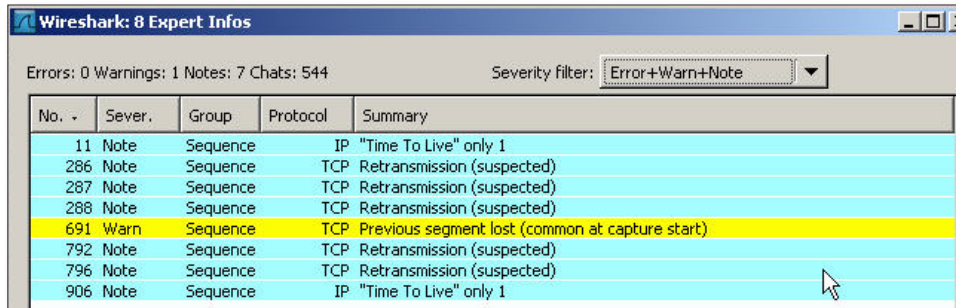 Wireshark: 8 Expert Infos
Errors: 0 Warnings: 1 Notes: 7 Chats: 544 Severity filter: Error+Warn+Note
No. Sever. Group Protocol Summary
11 Note Sequence IP "Time To Live" only 1
286 Note Sequence TCP Retransmission (suspected)
287 Note Sequence TCP Retransmission (suspected)
288 Note Sequence TCP Retransmission (suspected)
691 Warn Sequence TCP Previous segment lost (common at capture start)
792 Note Sequence TCP Retransmission (suspected)
796 Note Sequence TCP Retransmission (suspected)
906 Note Sequence IP "Time To Live" only 1